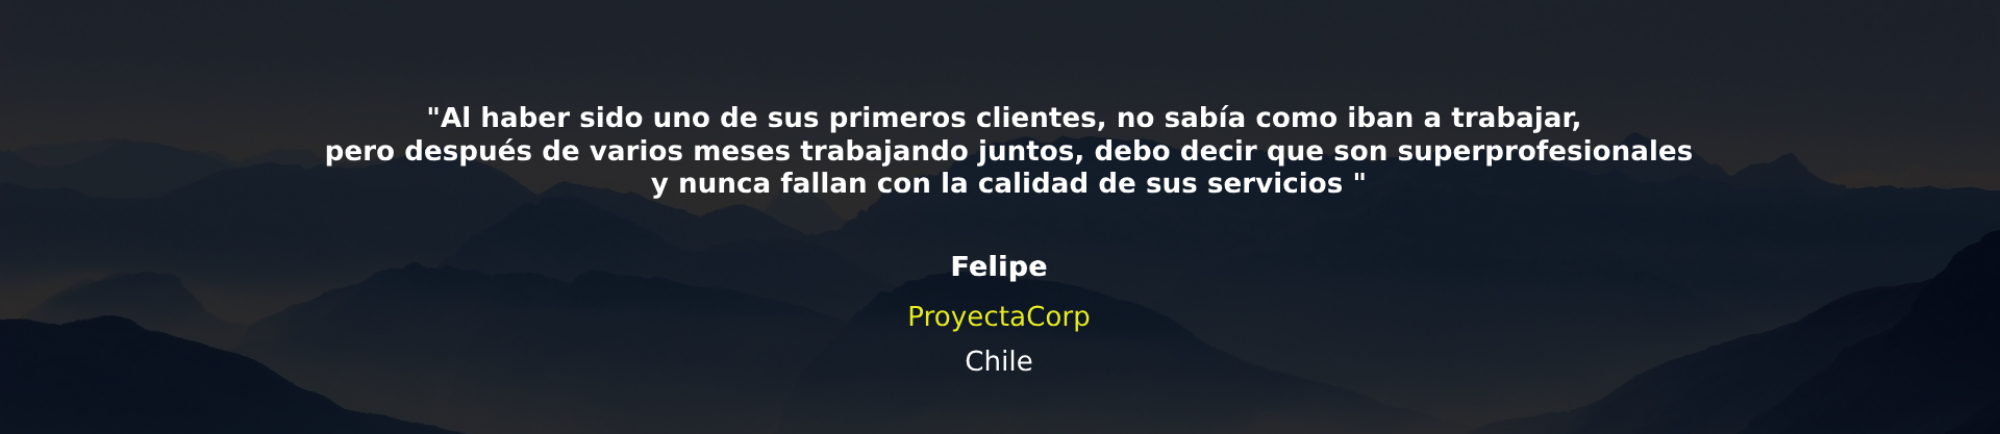 "Al haber sido uno de sus primeros clientes, no sabía como iban a trabajar,
pero después de varios meses trabajando juntos, debo decir que son superprofesionales
y nunca fallan con la calidad de sus servicios "
Felipe
ProyectaCorp
Chile